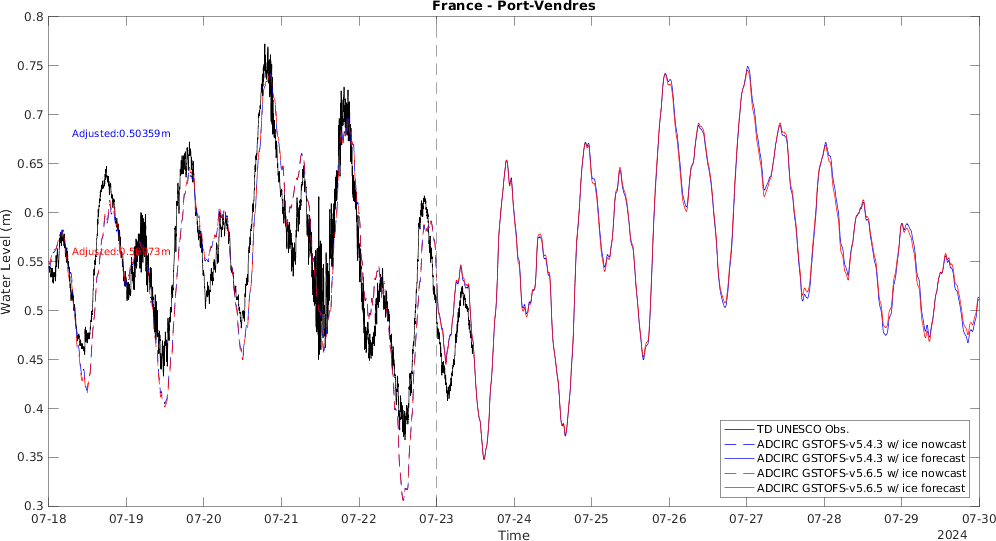 France - Port-Vendres
0.8
0.75
0.7
0.65
0.6
0.55
0.5
0.45
0.4
0.35
0.3
Water Level (m)
Adjusted:0.50359m
07-18
07-19
07-20
07-21
07-22
07-23
07-24
07-25
07-26
07-27
07-28
07-29
07-30
Time
2024
TD UNESCO Obs.
ADCIRC GSTOFS-v5.4.3 w/ ice nowcast
ADCIRC GSTOFS-v5.4.3 w/ ice forecast
ADCIRC GSTOFS-v5.6.5 w/ ice nowcast
ADCIRC GSTOFS-v5.6.5 w/ ice forecast